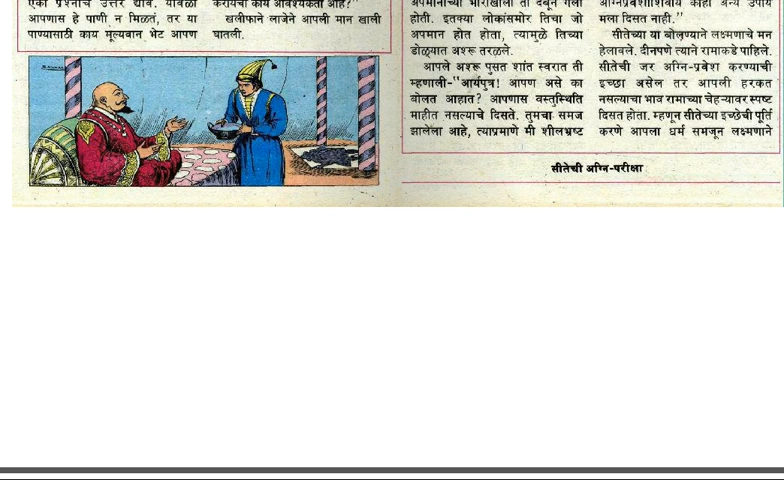 एका प्रश्नाचे उत्तर द्यावे. यावेळी
आपणास हे पाणी न मिळतं, तर या
पाण्यासाठी काय मूल्यवान भेट आपण
करायची काय आवश्यकता आहे?"
खलीफाने लाजेने आपली मान खाली
घातली.
अपमानाच्या भाराखाली ती दबून गेली
होती. इतक्या लोकांसमोर तिचा जो
अपमान होत होता, त्यामुळे तिच्या
डोळ्यात अश्रू तरळले.
आपले अश्रू पुसत शांत स्वरात ती
म्हणाली-"आर्यपुत्र! आपण असे का
बोलत आहात? आपणास वस्तुस्थिति
माहीत नसल्याचे दिसते. तुमचा समज
झालेला आहे, त्याप्रमाणे मी शीलभ्रष्ट
अग्निप्रवेशाशिवाय काही अन्य उपाय
मला दिसत नाही."
सीतेच्या या बोलण्याने लक्ष्मणाचे मन
हेलावले. दीनपणे त्याने रामाकडे पाहिले.
सीतेची जर अग्नि-प्रवेश करण्याची
इच्छा असेल तर आपली हरकत
नसल्याचा भाव रामाच्या चेहऱ्यावर स्पष्ट
दिसत होता. म्हणून सीतेच्या इच्छेची पूर्ति
करणे आपला धर्म समजून लक्ष्मणाने
सीतेची अग्नि-परीक्षा